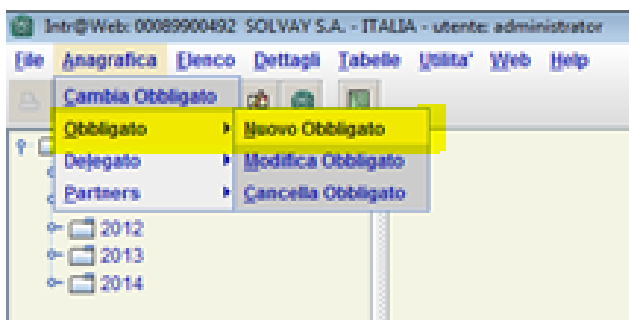 Intr@Web: 00089900492 SOLVAY S.A. - ITALIA - utente: administrator
File Anagrafica Elenco Dettagli Tabelle Utilita' Web Help
Cambia Obbligato
Obbligato Nuovo Obbligato
Delegato Modifica Obbligato
Partners Cancella Obbligato
2012
2013
2014